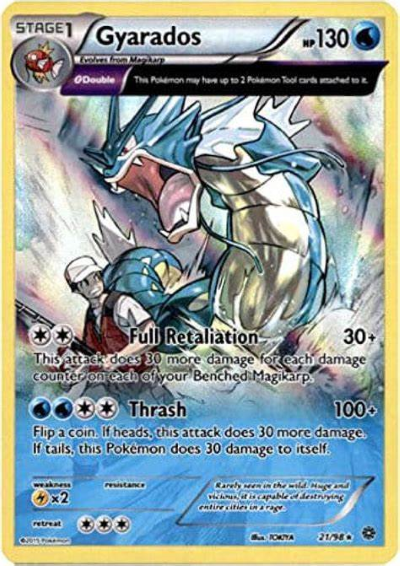 STAGE1
Gyarados
HP130
Evolves from Magikarp
Ω Double
This Pokémon may have up to 2 Pokémon Tool cards attached to it.
Full Retaliation 30+
This attack does 30 more damage for each damage
counter on each of your Benched Magikarp.
Thrash 100+
Flip a coin. If heads, this attack does 30 more damage.
If tails, this Pokémon does 30 damage to itself.
weakness resistance
×2
retreat
Rarely seen in the wild. Huge and
vicious, it is capable of destroying
entire cities in a rage.
©2015 Pokémon
Illus. TOKIYA
21/98 ★